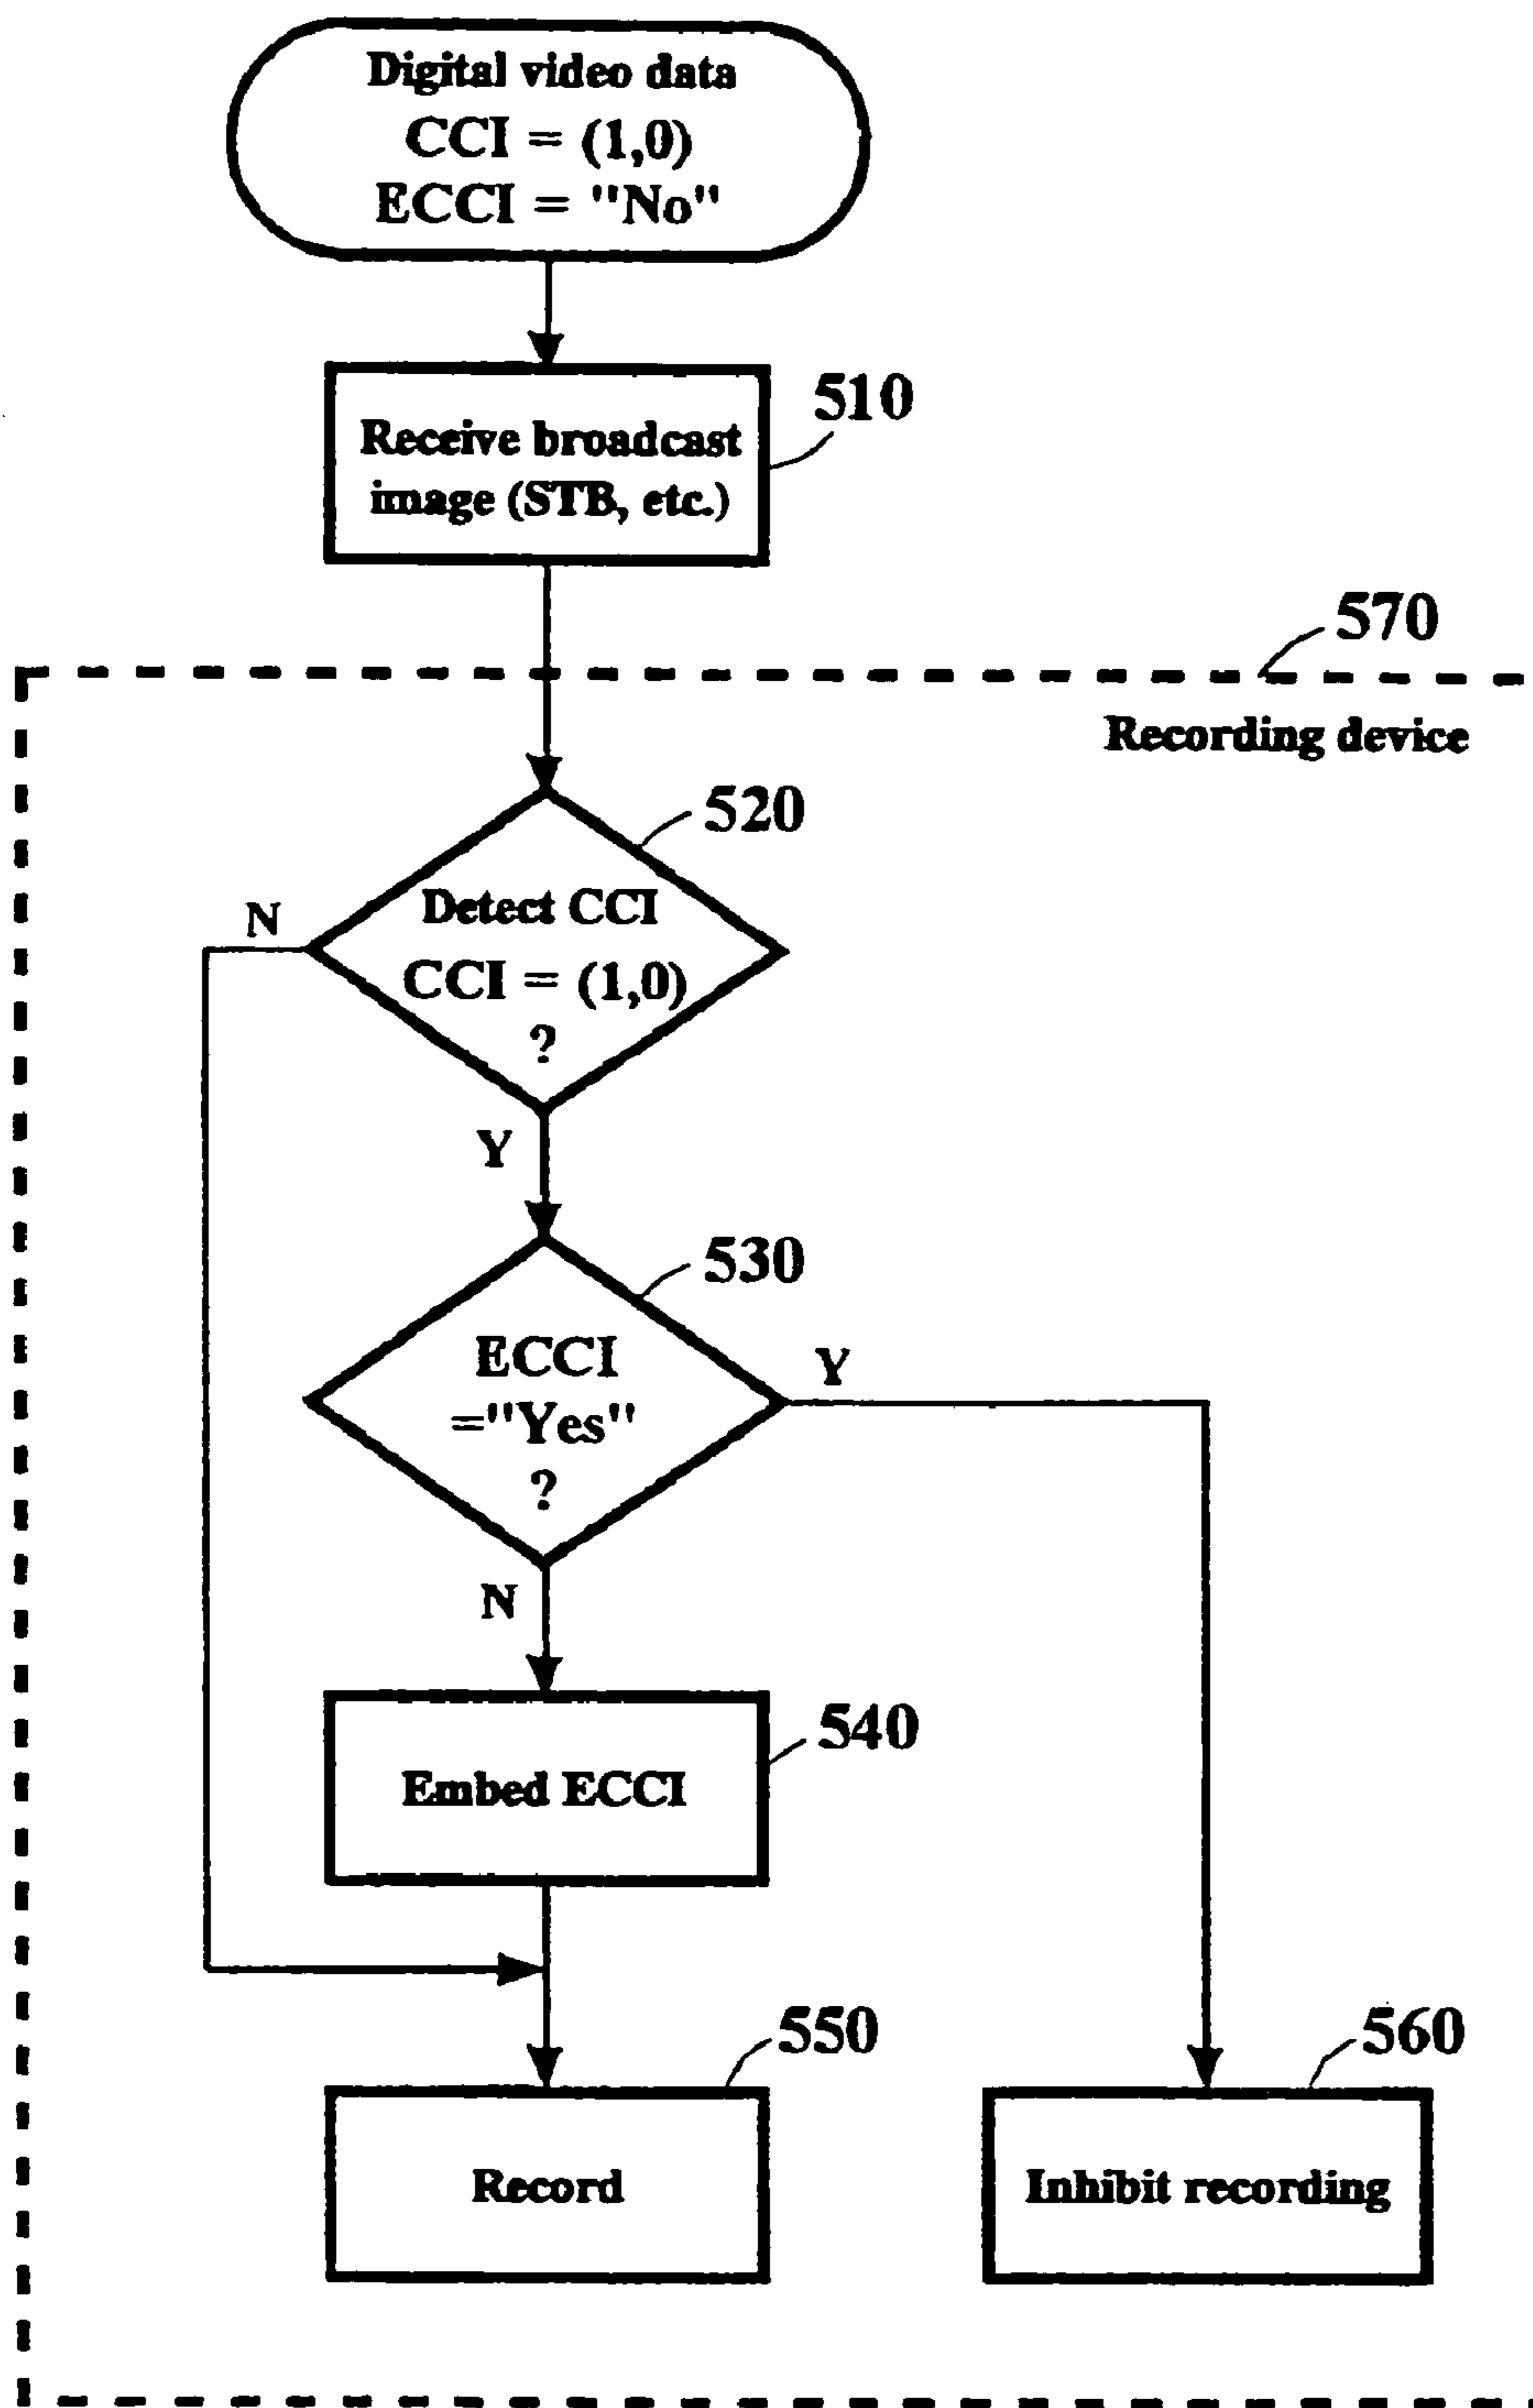 Digital video data
CCI = (1,0)
ECCI = "No"
510
Receive broadcast
image (STB, etc.)
570
Recording device
520
N
Detect CCI
CCI = (1,0)
?
Y
530
ECCI
="Yes"
?
Y
N
540
Embed ECCI
550
560
Record
Inhibit recording